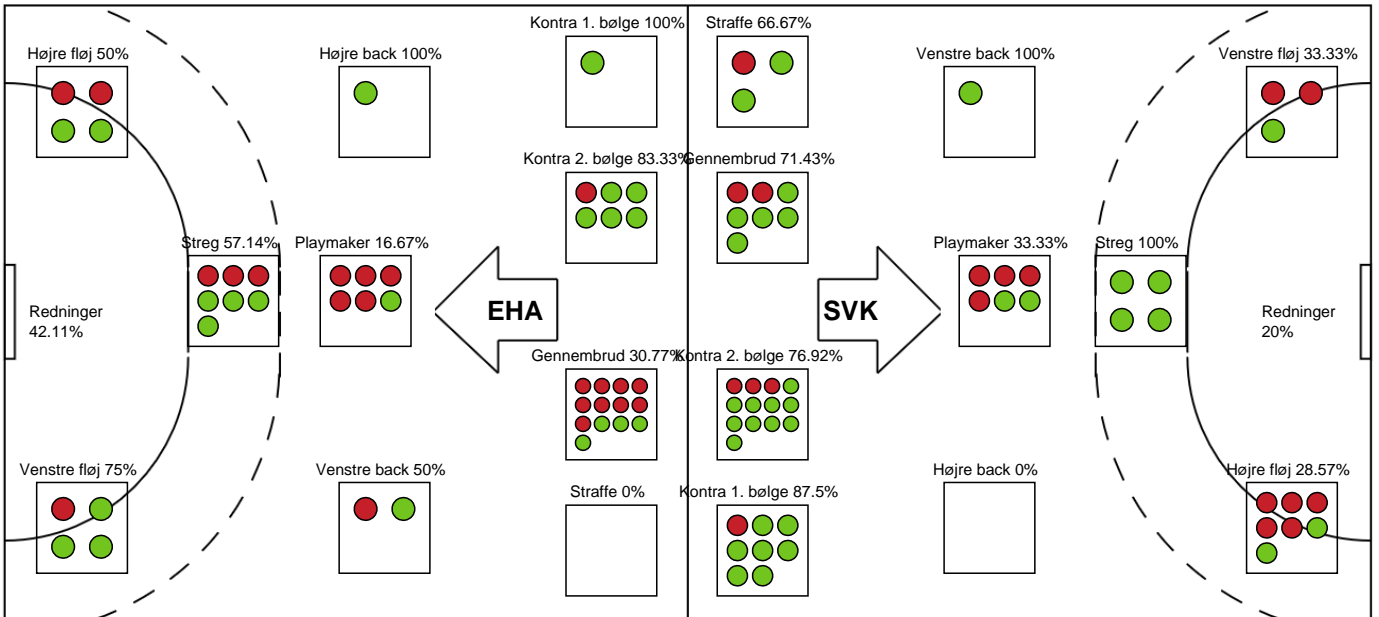 Kontra 1. bølge 100%
Straffe 66.67%
Højre fløj 50%
Højre back 100%
Venstre back 100%
Venstre fløj 33.33%
Kontra 2. bølge 83.33%
Gennembrud 71.43%
Streg 57.14%
Playmaker 16.67%
Playmaker 33.33%
Streg 100%
Redninger
42.11%
EHA
SVK
Redninger
20%
Gennembrud 30.77%
Kontra 2. bølge 76.92%
Venstre fløj 75%
Venstre back 50%
Straffe 0%
Kontra 1. bølge 87.5%
Højre back 0%
Højre fløj 28.57%